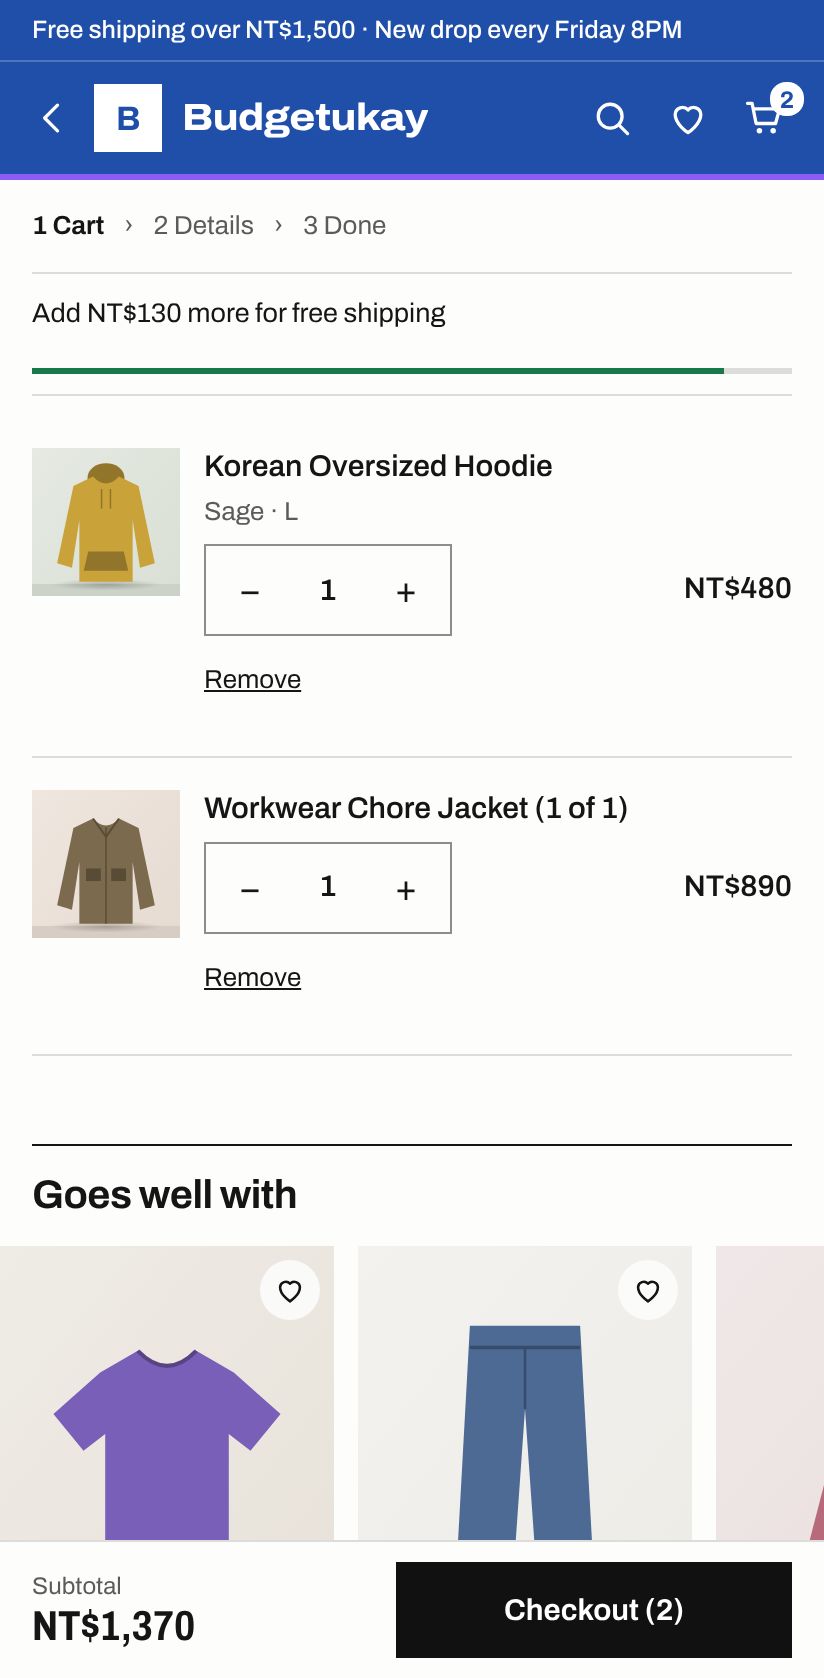 Free shipping over NT$1,500 · New drop every Friday 8PM
B Budgetukay 2
1 Cart › 2 Details › 3 Done
Add NT$130 more for free shipping
Korean Oversized Hoodie
Sage · L
− 1 + NT$480
Remove
Workwear Chore Jacket (1 of 1)
− 1 + NT$890
Remove
Goes well with
Subtotal
NT$1,370
Checkout (2)